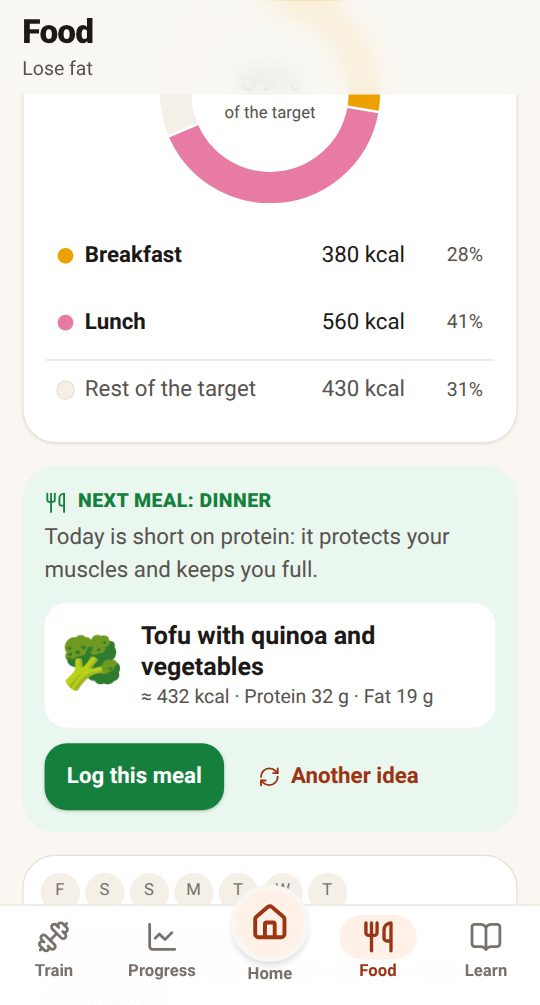 Food
Lose fat
of the target
Breakfast 380 kcal 28%
Lunch 560 kcal 41%
Rest of the target 430 kcal 31%
NEXT MEAL: DINNER
Today is short on protein: it protects your
muscles and keeps you full.
Tofu with quinoa and
vegetables
≈ 432 kcal · Protein 32 g · Fat 19 g
Log this meal
Another idea
F S S M T W T
Train Progress Home Food Learn